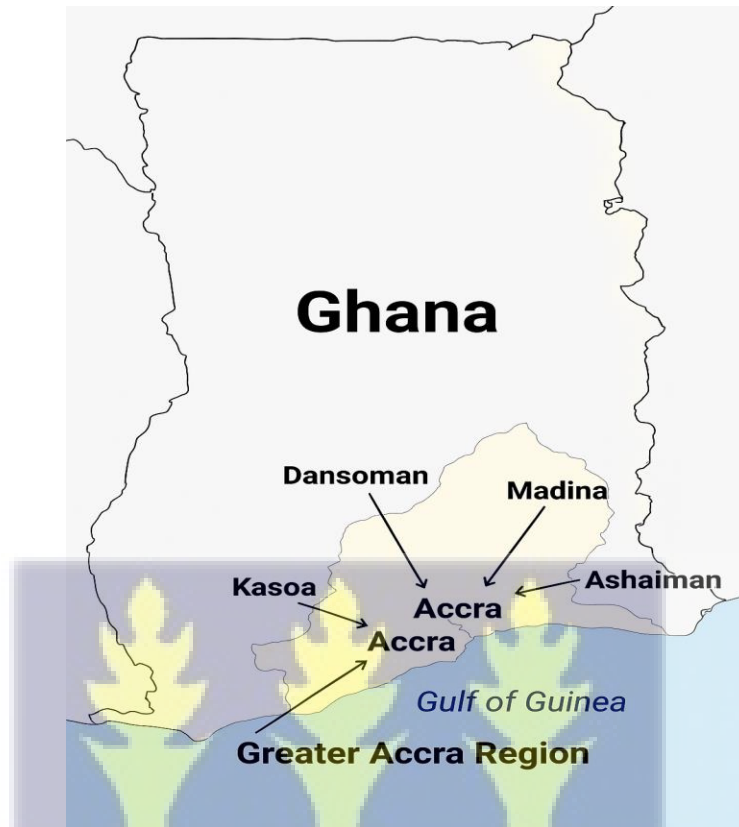 Ghana
Dansoman
Madina
Kasoa
Ashaiman
Accra
Accra
Gulf of Guinea
Greater Accra Region